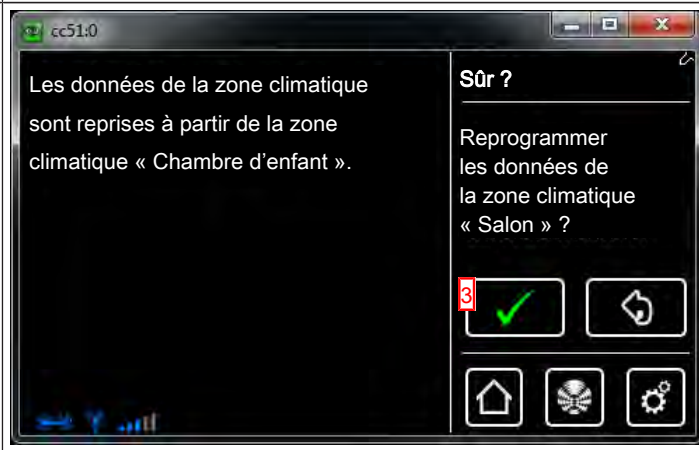 cc51:0
Les données de la zone climatique
sont reprises à partir de la zone
climatique « Chambre d'enfant ».
Sûr ?
Reprogrammer
les données de
la zone climatique
« Salon » ?
3